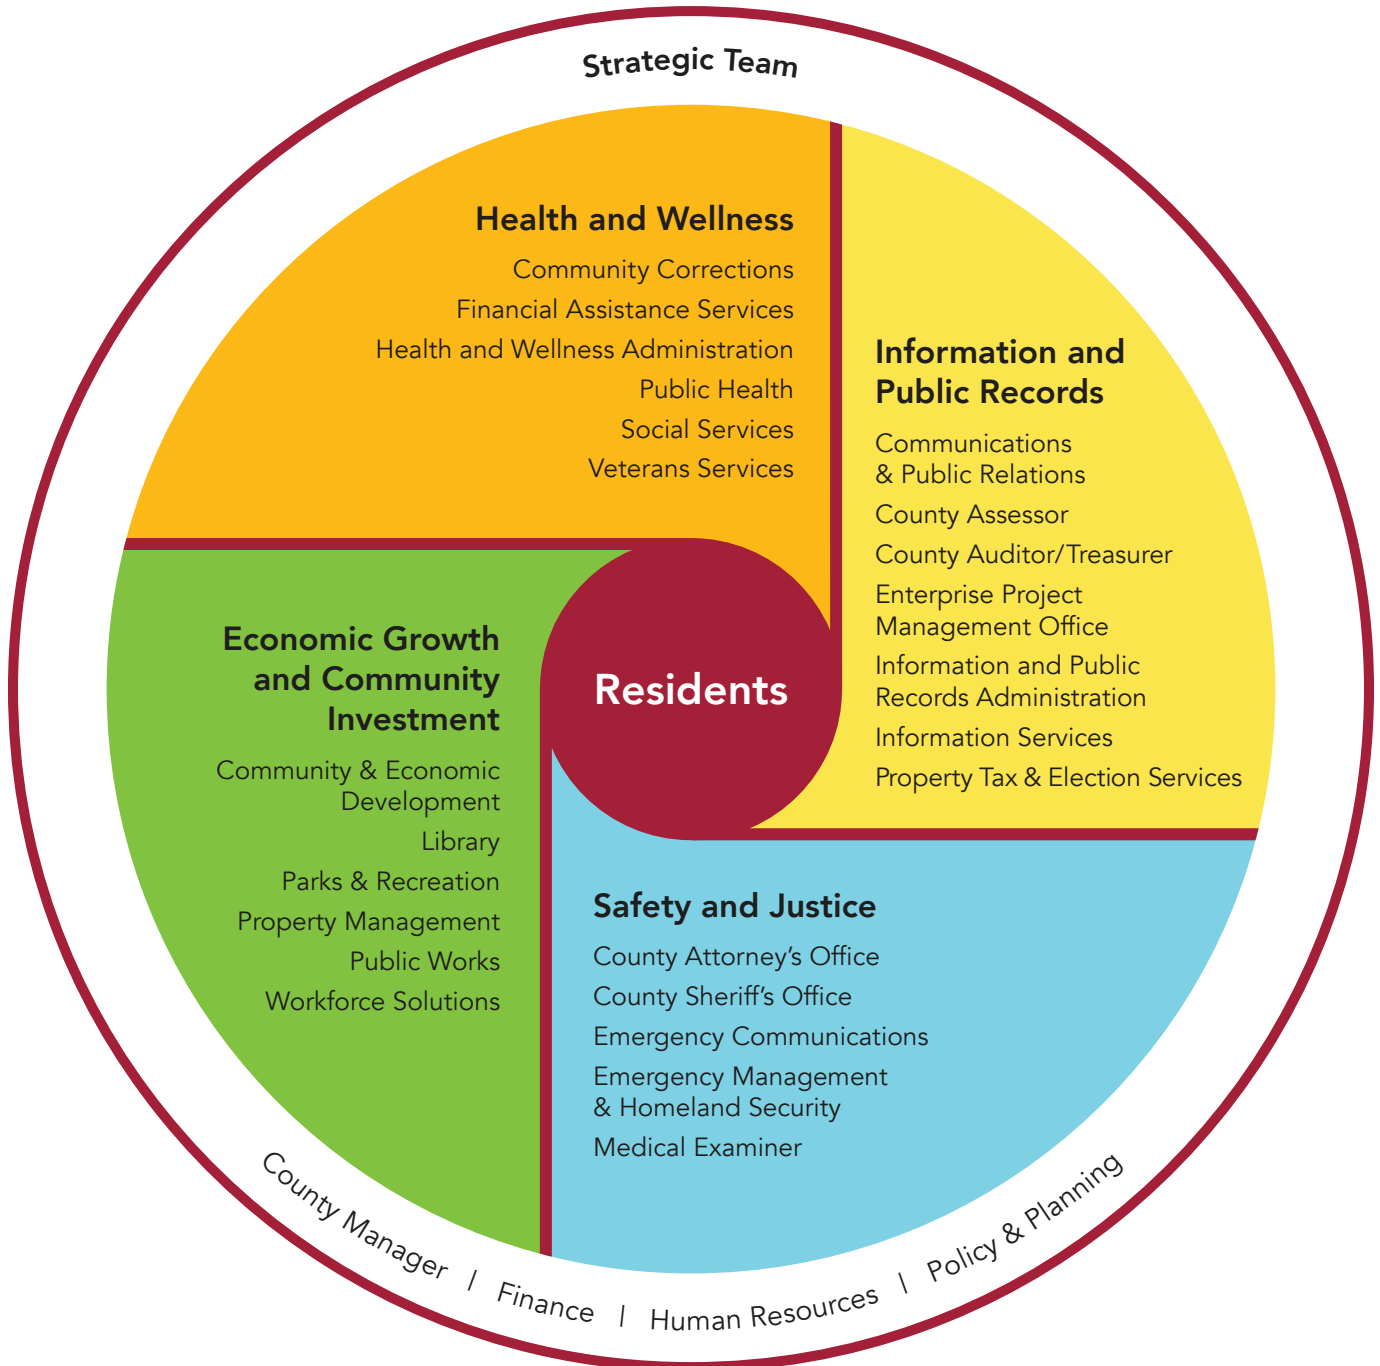 Strategic Team
Health and Wellness
Community Corrections
Financial Assistance Services
Health and Wellness Administration
Public Health
Social Services
Veterans Services
Information and
Public Records
Communications
& Public Relations
County Assessor
County Auditor/Treasurer
Enterprise Project
Management Office
Information and Public
Records Administration
Information Services
Property Tax & Election Services
Economic Growth
and Community
Investment
Community & Economic
Development
Library
Parks & Recreation
Property Management
Public Works
Workforce Solutions
Residents
Safety and Justice
County Attorney’s Office
County Sheriff’s Office
Emergency Communications
Emergency Management
& Homeland Security
Medical Examiner
County Manager | Finance | Human Resources | Policy & Planning